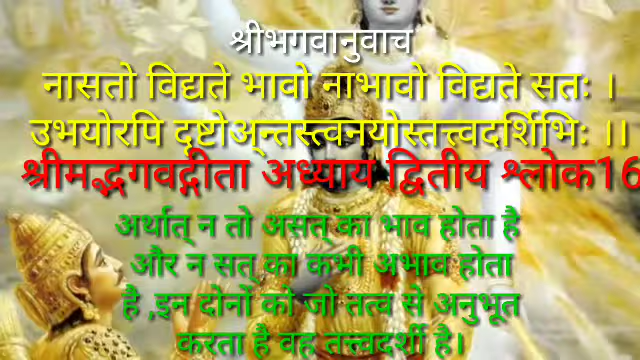 श्रीभगवानुवाच
नासतो विद्यते भावो नाभावो विद्यते सतः ।
उभयोरपि दृष्टोअ्न्तस्त्वनयोस्तत्त्वदर्शिभिः ।।
श्रीमद्भगवद्गीता अध्याय द्वितीय श्लोक16
अर्थात् न तो असत् का भाव होता है
और न सत् का कभी अभाव होता
है ,इन दोनों को जो तत्व से अनुभूत
करता है वह तत्त्वदर्शी है।